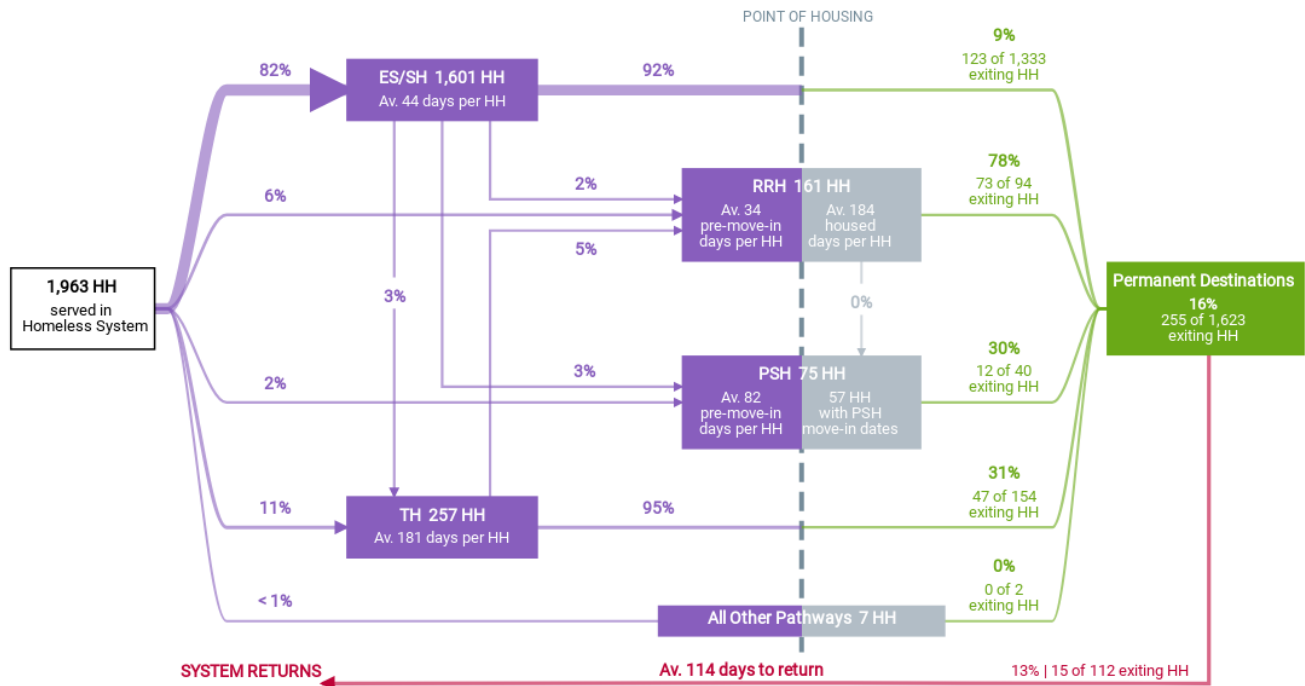 POINT OF HOUSING
82%
ES/SH 1,601 HH
Av. 44 days per HH
92%
9%
123 of 1,333
exiting HH
6%
2%
5%
RRH 161 HH
Av. 34
pre-move-in
days per HH
Av. 184
housed
days per HH
78%
73 of 94
exiting HH
1,963 HH
served in
Homeless System
3%
0%
Permanent Destinations
16%
255 of 1,623
exiting HH
2%
3%
PSH 75 HH
Av. 82
pre-move-in
days per HH
57 HH
with PSH
move-in dates
30%
12 of 40
exiting HH
11%
TH 257 HH
Av. 181 days per HH
95%
31%
47 of 154
exiting HH
< 1%
All Other Pathways 7 HH
0%
0 of 2
exiting HH
SYSTEM RETURNS
Av. 114 days to return
13% | 15 of 112 exiting HH